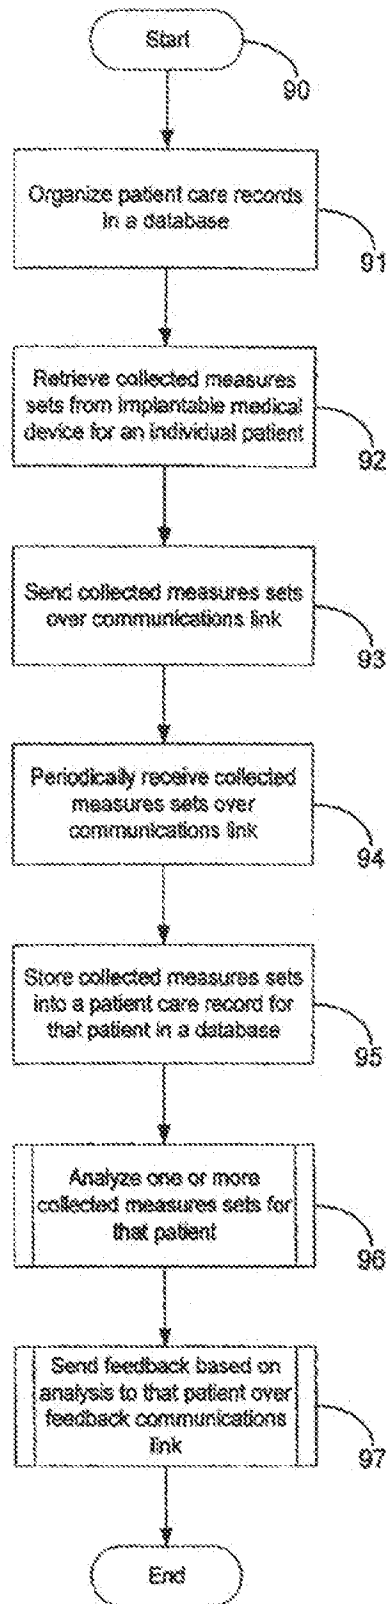 Start
90
Organize patient care records
in a database
91
Retrieve collected measures
sets from implantable medical
device for an individual patient
92
Send collected measures sets
over communications link
93
Periodically receive collected
measures sets over
communications link
94
Store collected measures sets
into a patient care record for
that patient in a database
95
Analyze one or more
collected measures sets for
that patient
96
Send feedback based on
analysis to that patient over
feedback communications
link
97
End